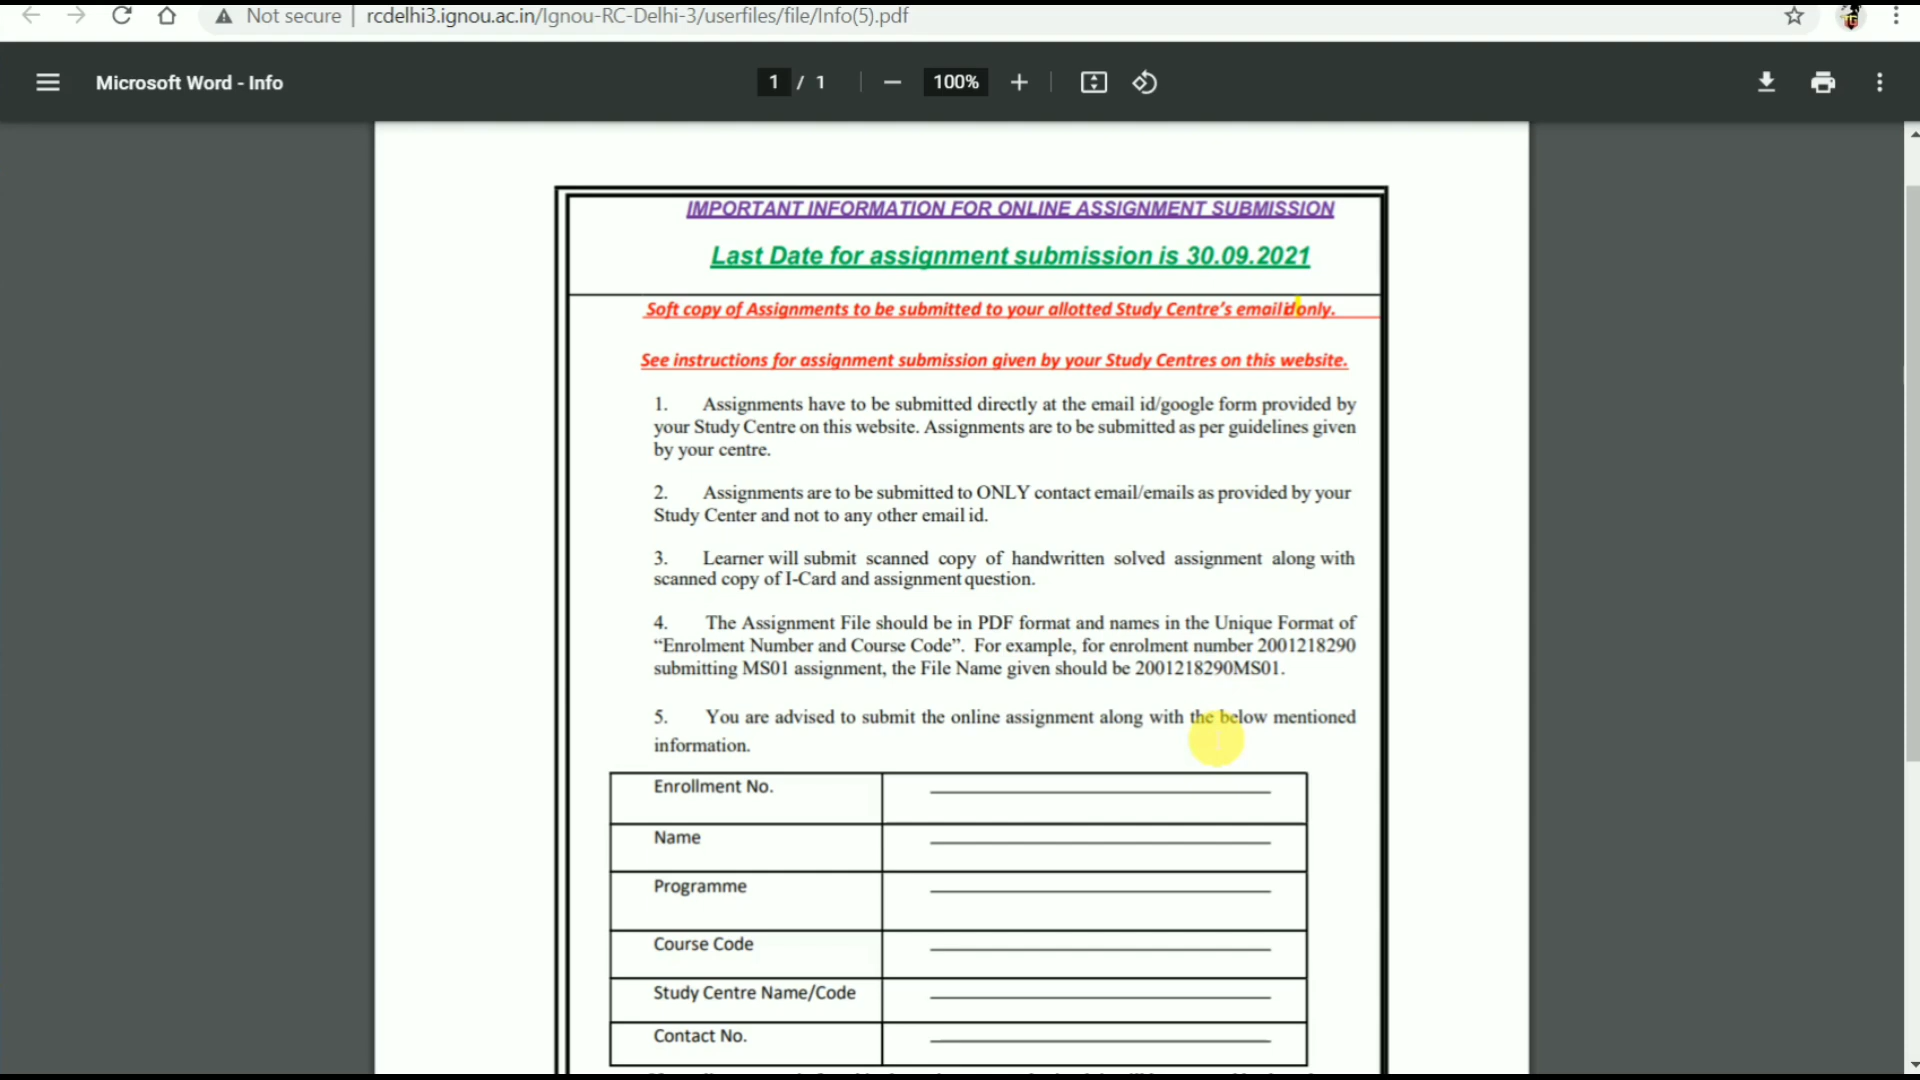 Not secure | rcdelhi3.ignou.ac.in/Ignou-RC-Delhi-3/userfiles/file/Info(5).pdf
Microsoft Word - Info
1 / 1
100%
IMPORTANT INFORMATION FOR ONLINE ASSIGNMENT SUBMISSION
Last Date for assignment submission is 30.09.2021
Soft copy of Assignments to be submitted to your allotted Study Centre's email id only.
See instructions for assignment submission given by your Study Centres on this website.
1. Assignments have to be submitted directly at the email id/google form provided by
your Study Centre on this website. Assignments are to be submitted as per guidelines given
by your centre.
2. Assignments are to be submitted to ONLY contact email/emails as provided by your
Study Center and not to any other email id.
3. Learner will submit scanned copy of handwritten solved assignment along with
scanned copy of I-Card and assignment question.
4. The Assignment File should be in PDF format and names in the Unique Format of
“Enrolment Number and Course Code”. For example, for enrolment number 2001218290
submitting MS01 assignment, the File Name given should be 2001218290MS01.
5. You are advised to submit the online assignment along with the below mentioned
information.
Enrollment No.
Name
Programme
Course Code
Study Centre Name/Code
Contact No.